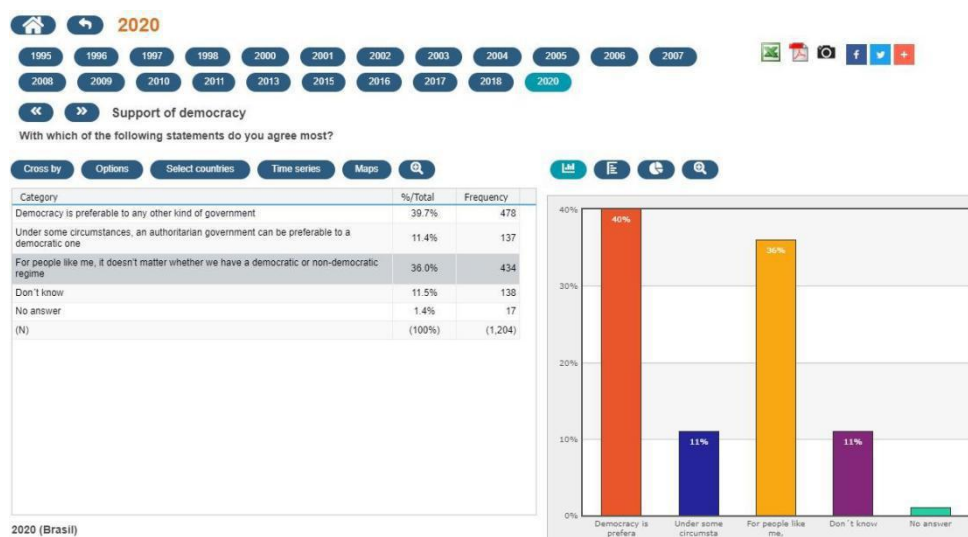 2020
1995 1996 1997 1998 2000 2001 2002 2003 2004 2005 2006 2007
2008 2009 2010 2011 2013 2015 2016 2017 2018 2020
Support of democracy
With which of the following statements do you agree most?
Cross by Options Select countries Time series Maps
Category %/Total Frequency
Democracy is preferable to any other kind of government 39.7% 478
Under some circumstances, an authoritarian government can be preferable to a
democratic one 11.4% 137
For people like me, it doesn't matter whether we have a democratic or non-democratic
regime 36.0% 434
Don´t know 11.5% 138
No answer 1.4% 17
(N) (100%) (1,204)
2020 (Brasil)
40%
30%
20%
10%
0%
40%
11%
36%
11%
Democracy is
prefera
Under some
circumsta
For people like
me,
Don´t know
No answer